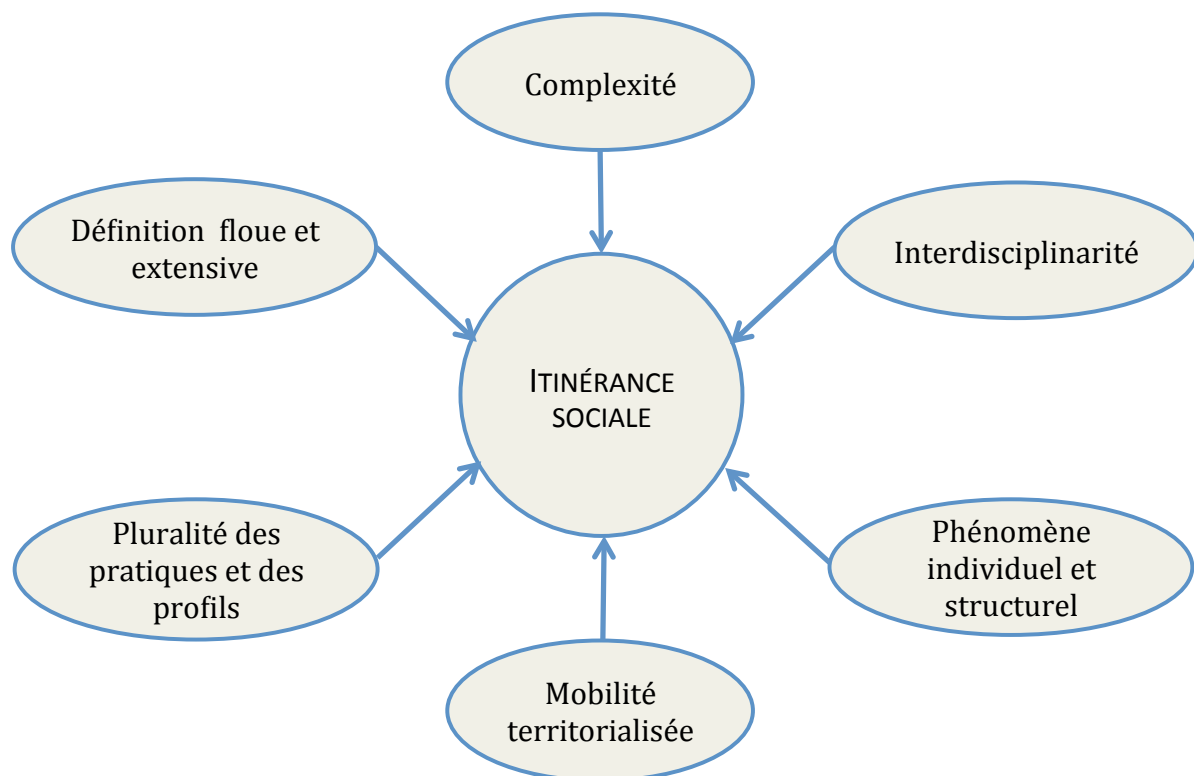 Complexité
Définition floue et
extensive
Interdisciplinarité
ITINÉRANCE
SOCIALE
Pluralité des
pratiques et des
profils
Phénomène
individuel et
structurel
Mobilité
territorialisée